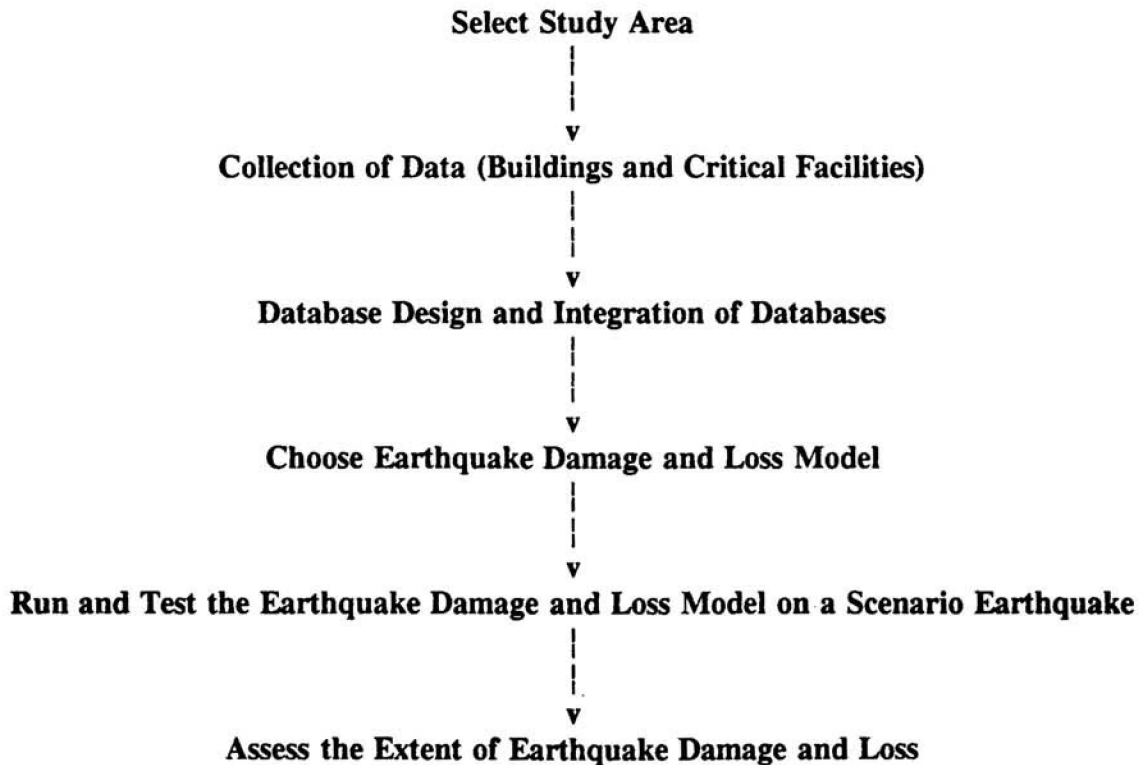 Select Study Area
v
Collection of Data (Buildings and Critical Facilities)
v
Database Design and Integration of Databases
v
Choose Earthquake Damage and Loss Model
v
Run and Test the Earthquake Damage and Loss Model on a Scenario Earthquake
v
Assess the Extent of Earthquake Damage and Loss